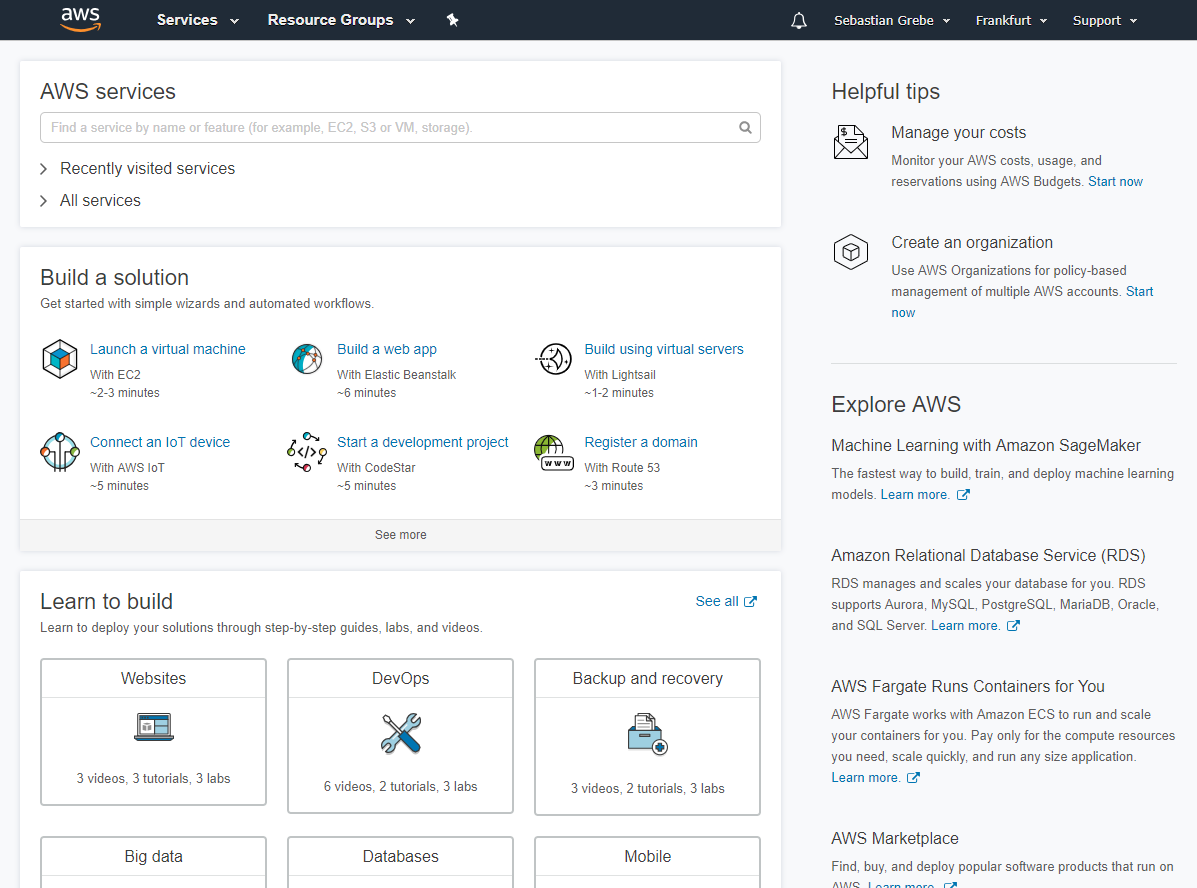 aws Services Resource Groups Sebastian Grebe Frankfurt Support
AWS services
Find a service by name or feature (for example, EC2, S3 or VM, storage).
Recently visited services
All services
Build a solution
Get started with simple wizards and automated workflows.
Launch a virtual machine
With EC2
~2-3 minutes
Build a web app
With Elastic Beanstalk
~6 minutes
Build using virtual servers
With Lightsail
~1-2 minutes
Connect an IoT device
With AWS IoT
~5 minutes
Start a development project
With CodeStar
~5 minutes
www
Register a domain
With Route 53
~3 minutes
See more
Learn to build
See all
Learn to deploy your solutions through step-by-step guides, labs, and videos.
Websites
3 videos, 3 tutorials, 3 labs
DevOps
6 videos, 2 tutorials, 3 labs
Backup and recovery
3 videos, 2 tutorials, 3 labs
Big data
Databases
Mobile
Helpful tips
$
Manage your costs
Monitor your AWS costs, usage, and
reservations using AWS Budgets. Start now
Create an organization
Use AWS Organizations for policy-based
management of multiple AWS accounts. Start
now
Explore AWS
Machine Learning with Amazon SageMaker
The fastest way to build, train, and deploy machine learning
models. Learn more.
Amazon Relational Database Service (RDS)
RDS manages and scales your database for you. RDS
supports Aurora, MySQL, PostgreSQL, MariaDB, Oracle,
and SQL Server. Learn more.
AWS Fargate Runs Containers for You
AWS Fargate works with Amazon ECS to run and scale
your containers for you. Pay only for the compute resources
you need, scale quickly, and run any size application.
Learn more.
AWS Marketplace
Find, buy, and deploy popular software products that run on
AWS. Learn more.